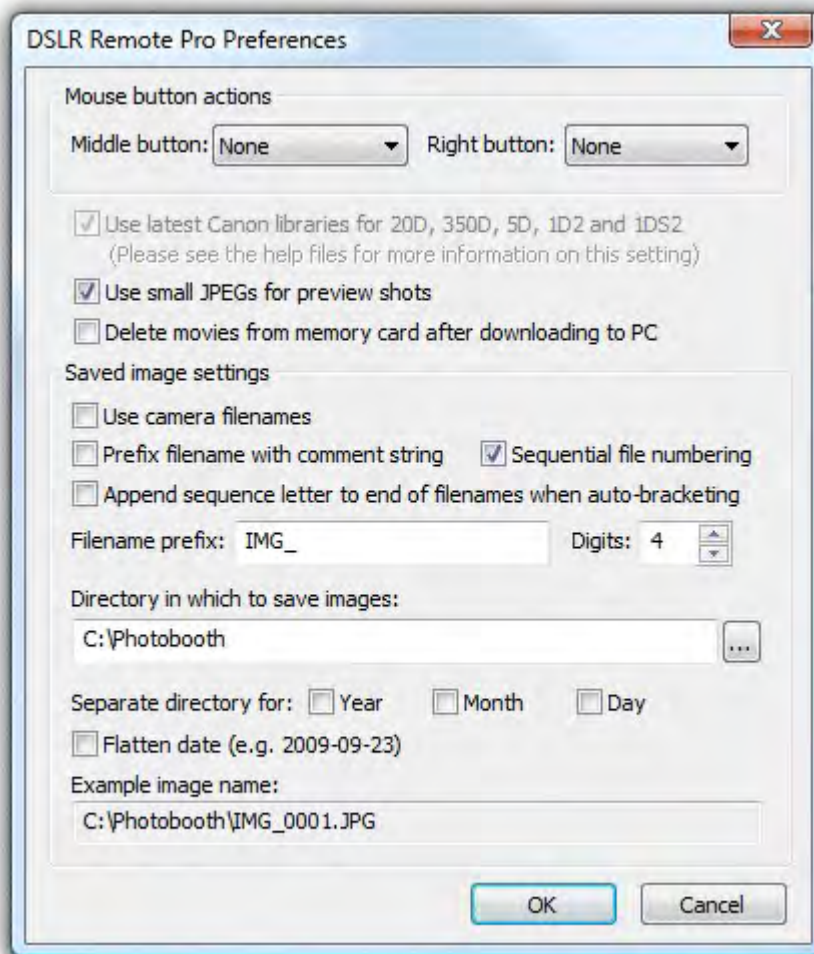 DSLR Remote Pro Preferences
Mouse button actions
Middle button: None Right button: None
Use latest Canon libraries for 20D, 350D, 5D, 1D2 and 1DS2
(Please see the help files for more information on this setting)
Use small JPEGs for preview shots
Delete movies from memory card after downloading to PC
Saved image settings
Use camera filenames
Prefix filename with comment string Sequential file numbering
Append sequence letter to end of filenames when auto-bracketing
Filename prefix: IMG_ Digits: 4
Directory in which to save images:
C:\Photobooth ...
Separate directory for: Year Month Day
Flatten date (e.g. 2009-09-23)
Example image name:
C:\Photobooth\IMG_0001.JPG
OK Cancel